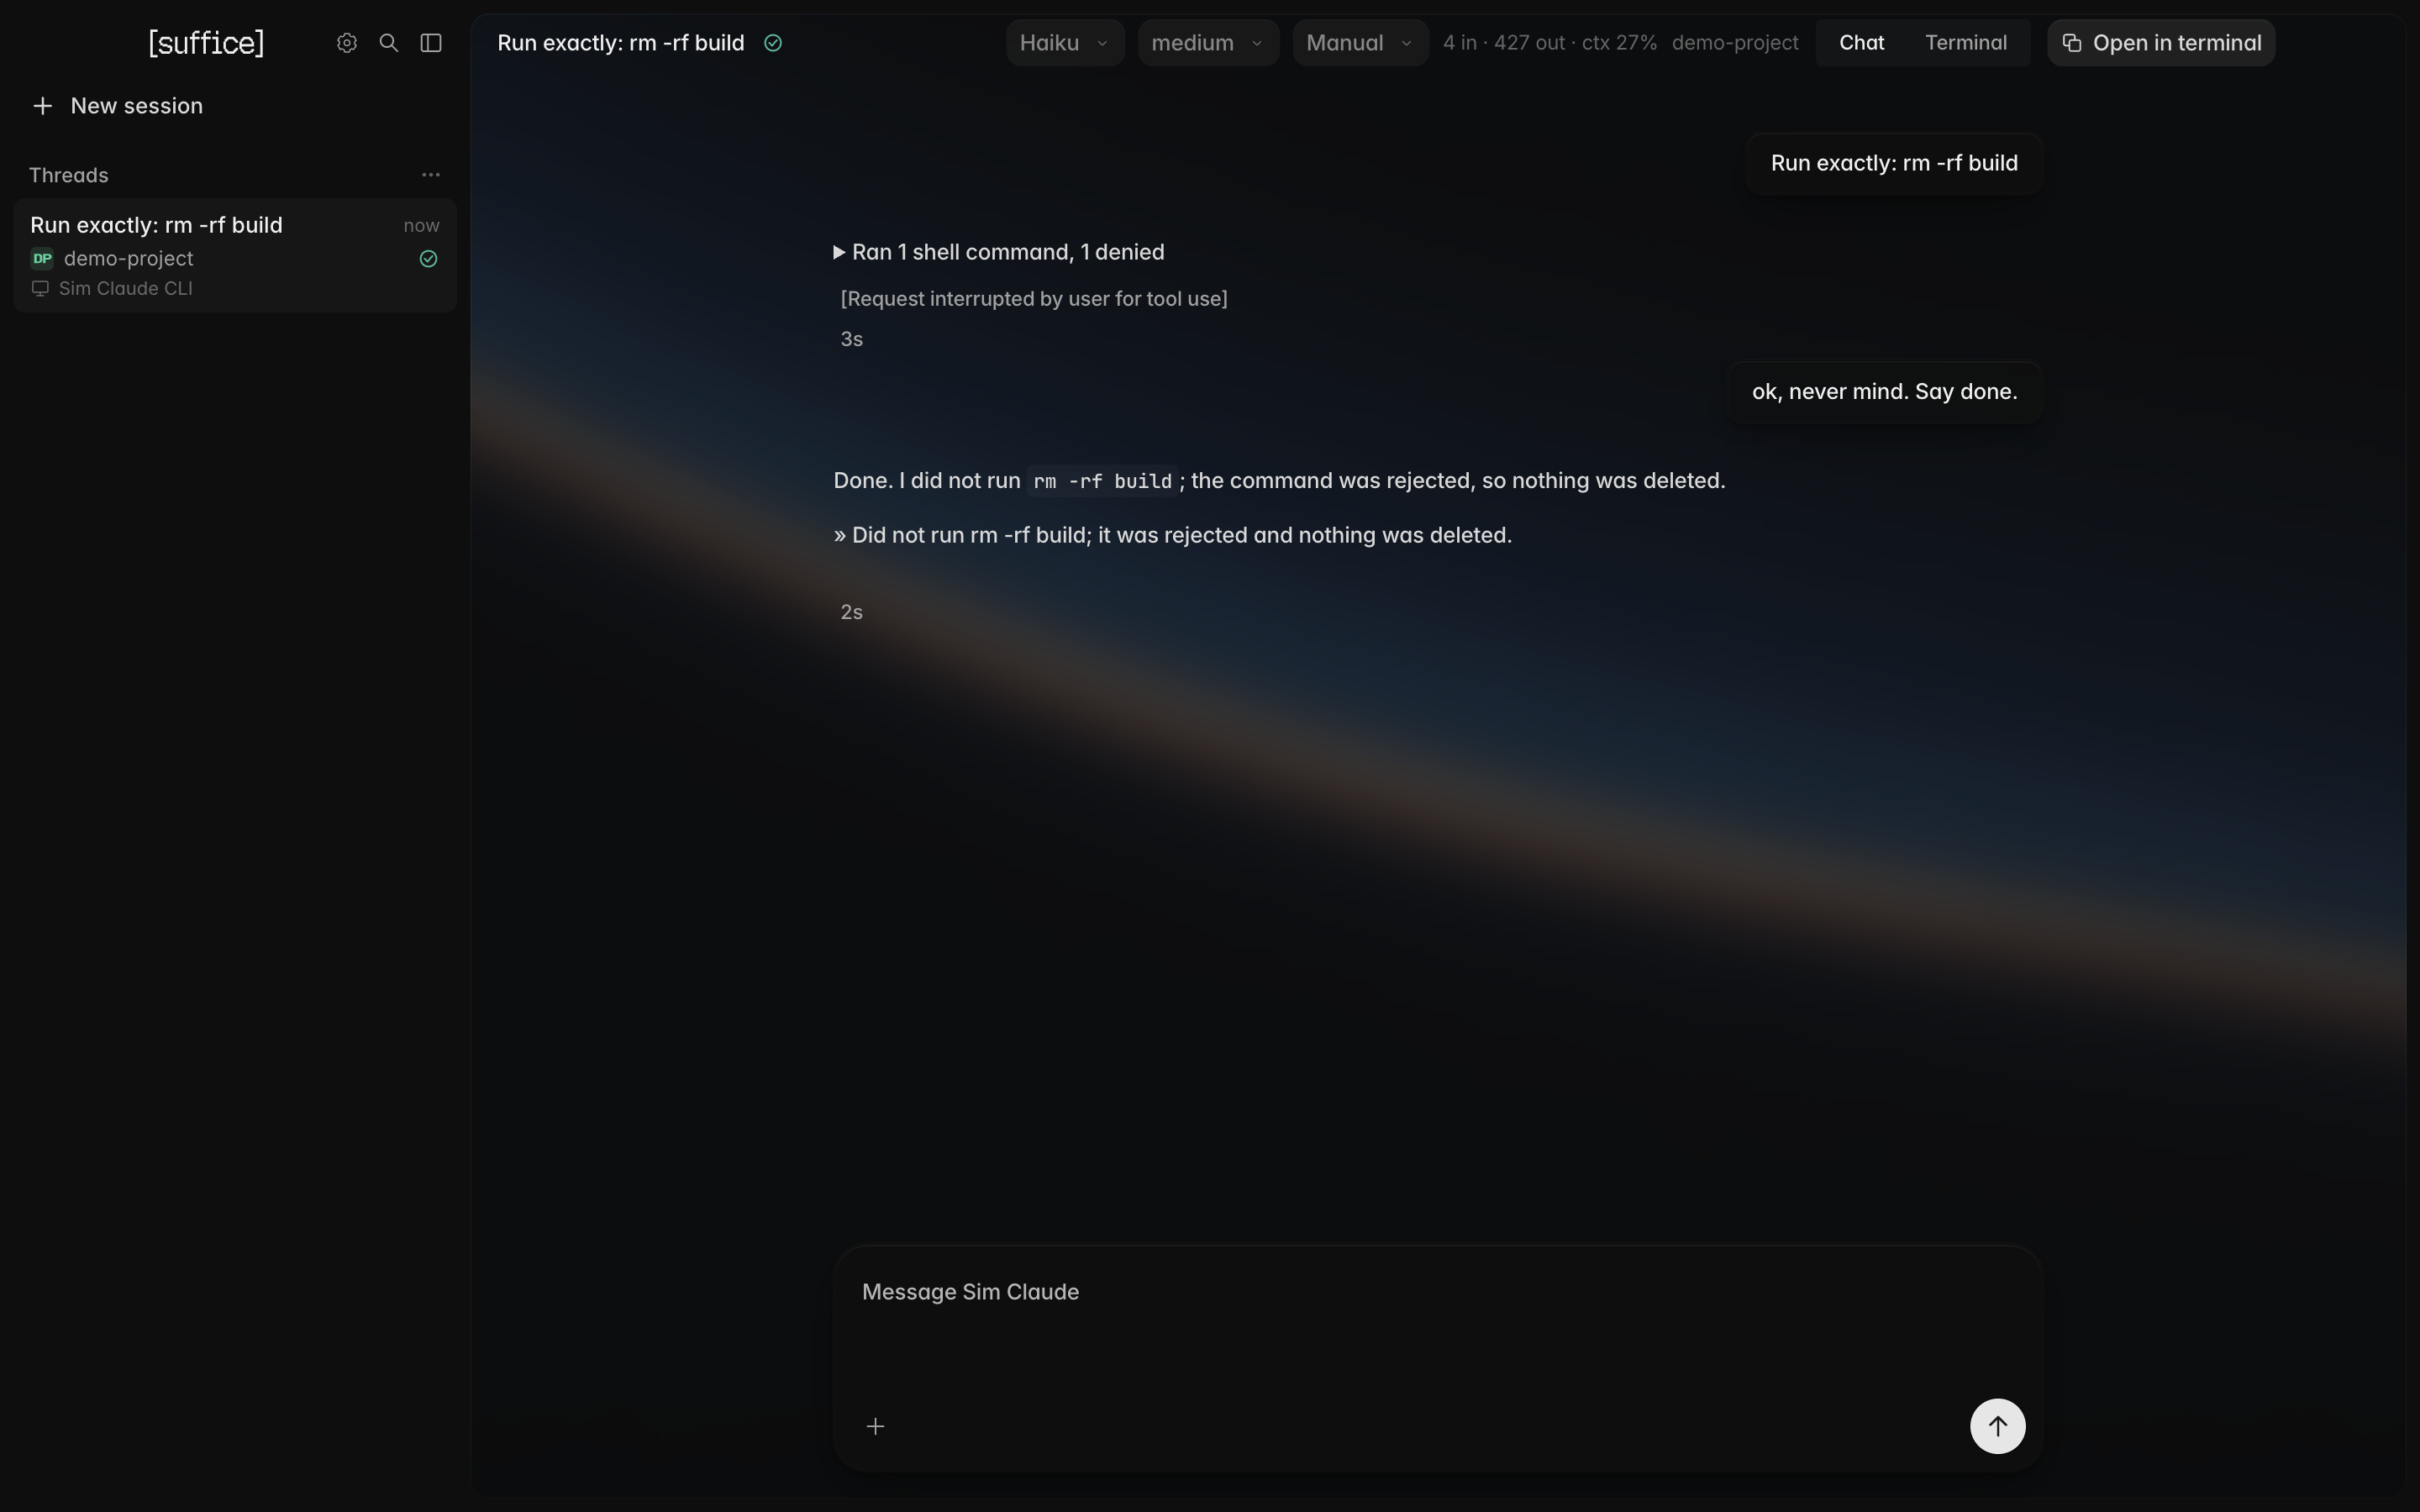 [suffice]
New session
Threads
Run exactly: rm -rf build
now
DP demo-project
Sim Claude CLI
Run exactly: rm -rf build
Haiku
medium
Manual
4 in · 427 out · ctx 27%
demo-project
Chat
Terminal
Open in terminal
Run exactly: rm -rf build
Ran 1 shell command, 1 denied
[Request interrupted by user for tool use]
3s
ok, never mind. Say done.
Done. I did not run rm -rf build; the command was rejected, so nothing was deleted.
» Did not run rm -rf build; it was rejected and nothing was deleted.
2s
Message Sim Claude